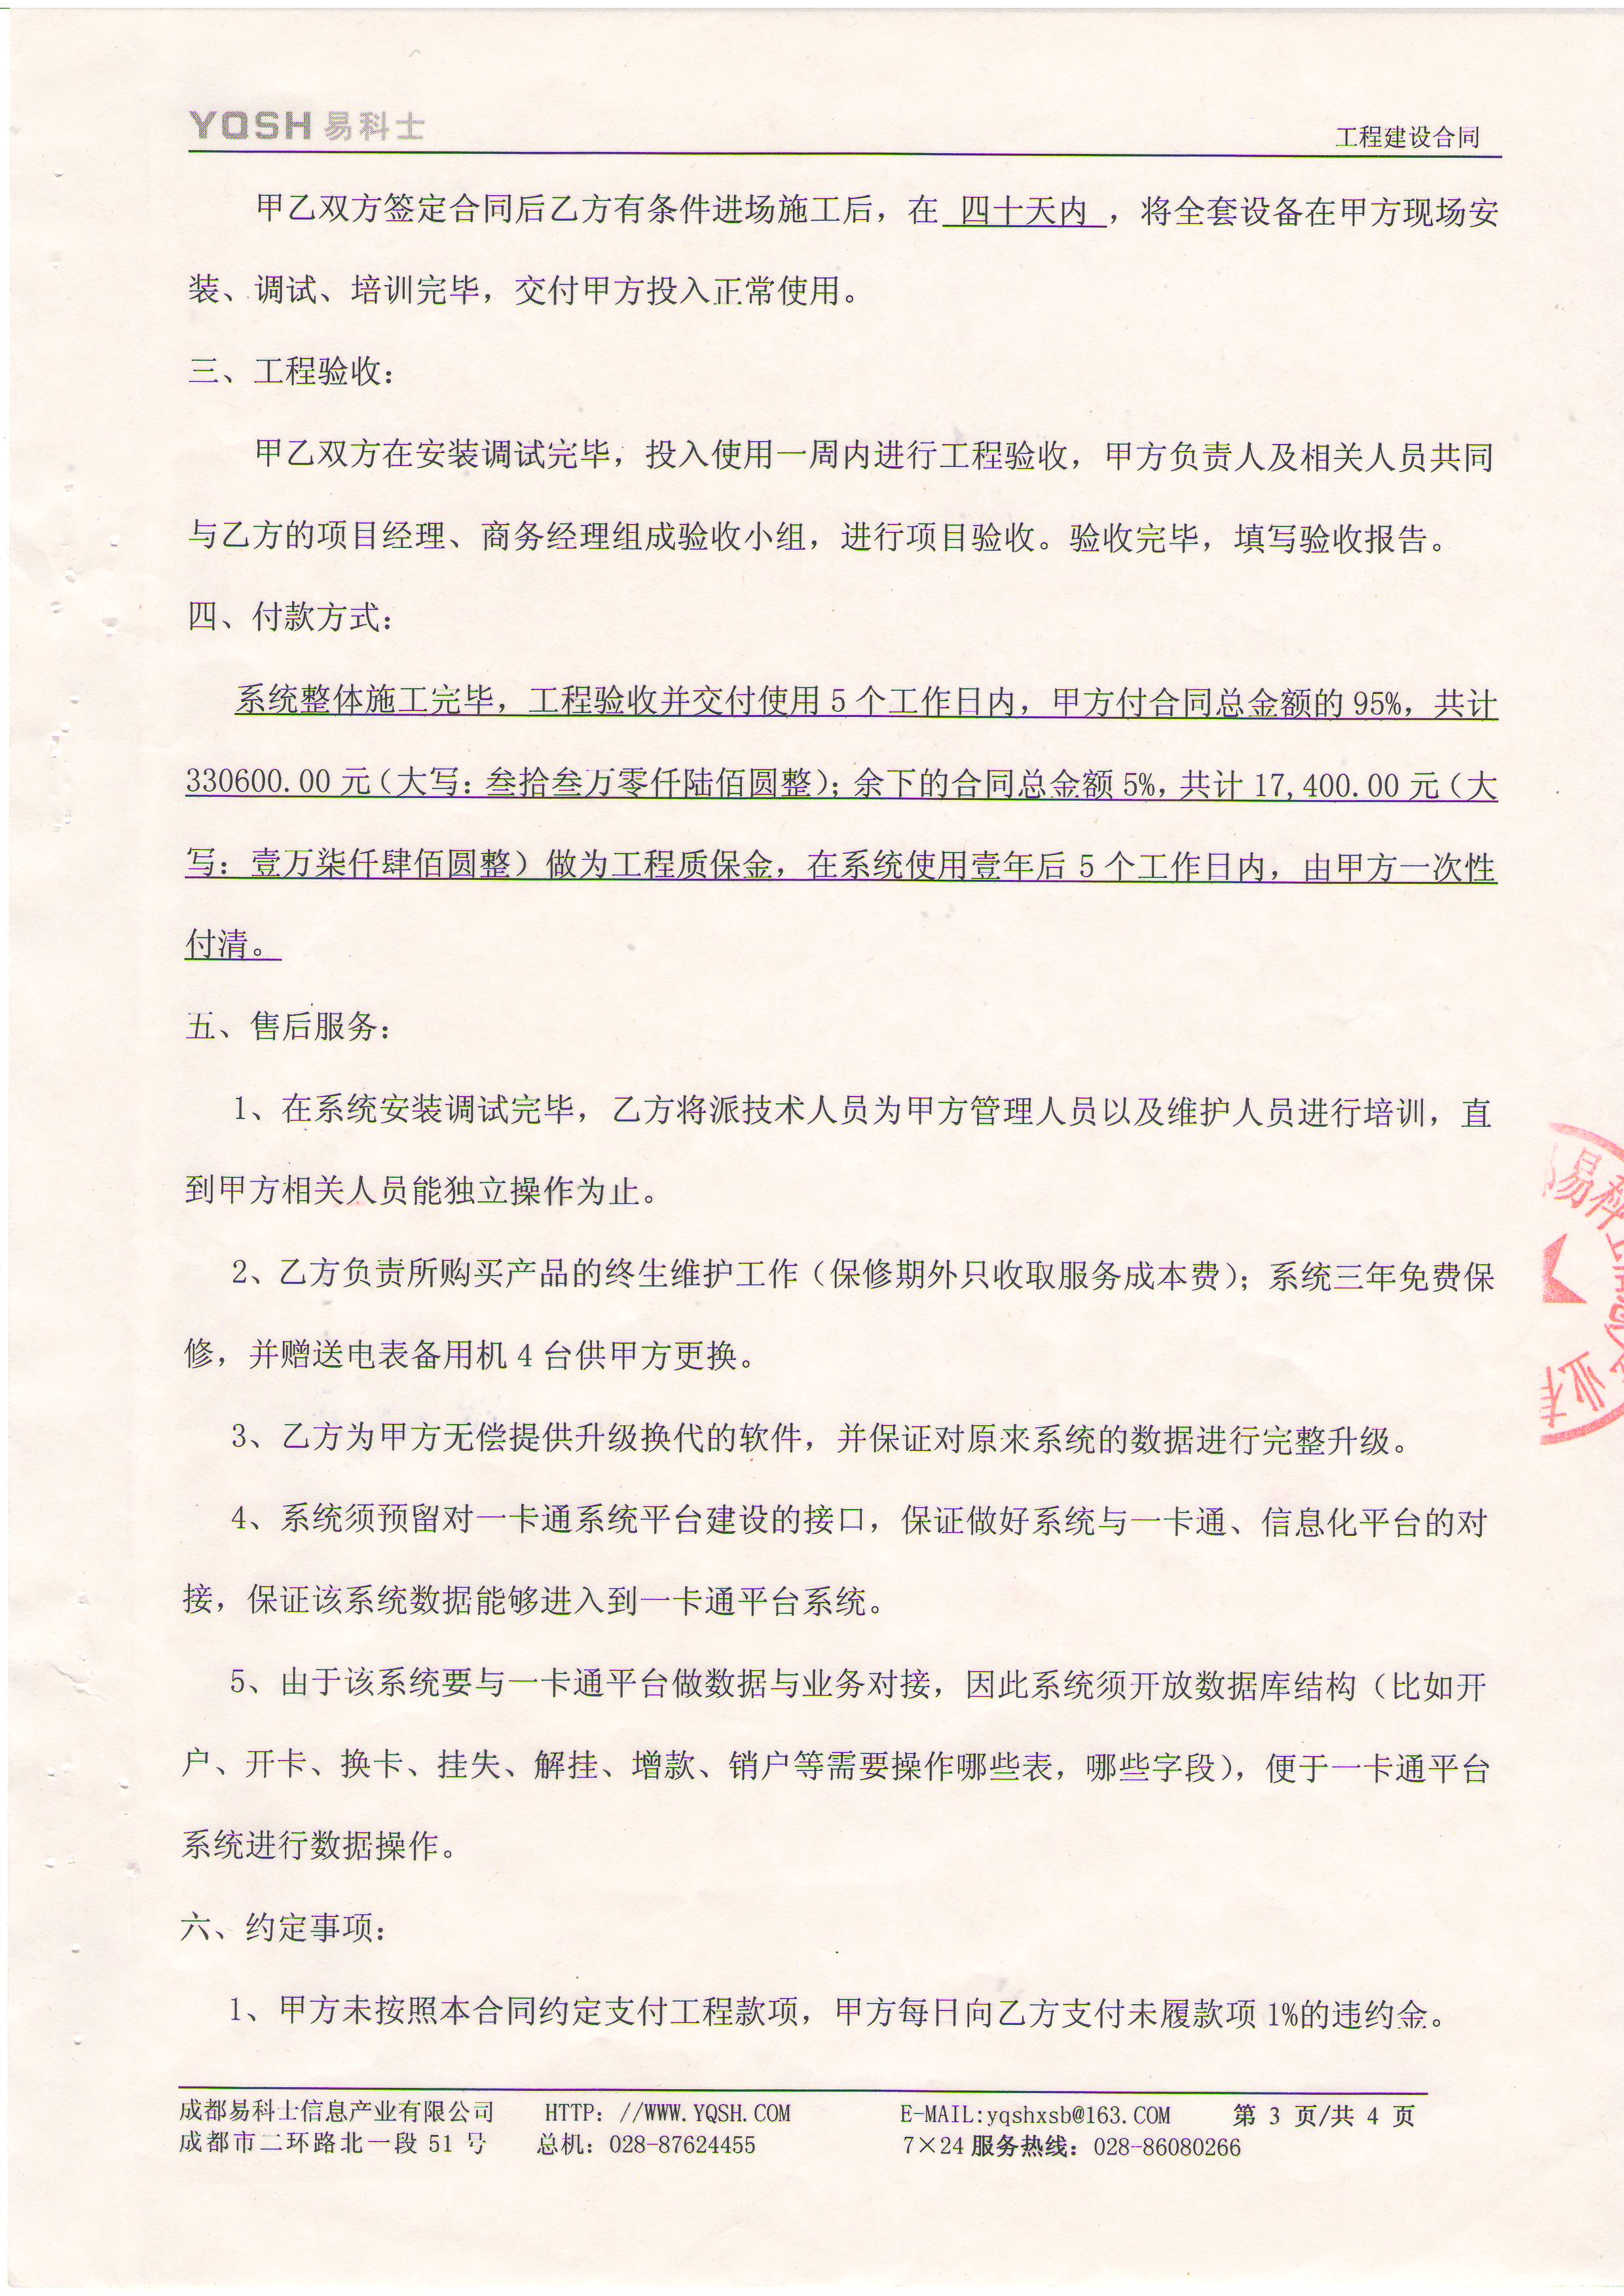 YQSH 易科士
工程建设合同
甲乙双方签定合同后乙方有条件进场施工后，在 四十天内 ，将全套设备在甲方现场安
装、调试、培训完毕，交付甲方投入正常使用。
三、工程验收：
甲乙双方在安装调试完毕，投入使用一周内进行工程验收，甲方负责人及相关人员共同
与乙方的项目经理、商务经理组成验收小组，进行项目验收。验收完毕，填写验收报告。
四、付款方式：
系统整体施工完毕，工程验收并交付使用 5 个工作日内，甲方付合同总金额的 95%，共计
330600.00 元（大写：叁拾叁万零仟陆佰圆整）；余下的合同总金额 5%，共计 17,400.00 元（大
写：壹万柒仟肆佰圆整）做为工程质保金，在系统使用壹年后 5 个工作日内，由甲方一次性
付清。
五、售后服务：
1、在系统安装调试完毕，乙方将派技术人员为甲方管理人员以及维护人员进行培训，直
到甲方相关人员能独立操作为止。
2、乙方负责所购买产品的终生维护工作（保修期外只收取服务成本费）；系统三年免费保
修，并赠送电表备用机 4 台供甲方更换。
3、乙方为甲方无偿提供升级换代的软件，并保证对原来系统的数据进行完整升级。
4、系统须预留对一卡通系统平台建设的接口，保证做好系统与一卡通、信息化平台的对
接，保证该系统数据能够进入到一卡通平台系统。
5、由于该系统要与一卡通平台做数据与业务对接，因此系统须开放数据库结构（比如开
户、开卡、换卡、挂失、解挂、增款、销户等需要操作哪些表，哪些字段），便于一卡通平台
系统进行数据操作。
六、约定事项：
1、甲方未按照本合同约定支付工程款项，甲方每日向乙方支付未履款项 1%的违约金。
成都易科士信息产业有限公司 HTTP：//WWW.YQSH.COM E-MAIL:yqshxsb@163.COM 第 3 页/共 4 页
成都市二环路北一段 51 号 总机：028-87624455 7×24 服务热线：028-86080266
易科士
业